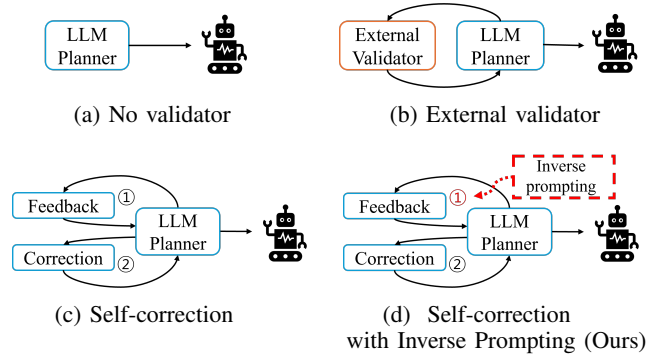 LLM
Planner
(a) No validator
External
Validator
LLM
Planner
(b) External validator
Feedback
①
LLM
Planner
Correction
②
(c) Self-correction
Inverse
prompting
Feedback
①
LLM
Planner
Correction
②
(d) Self-correction
with Inverse Prompting (Ours)